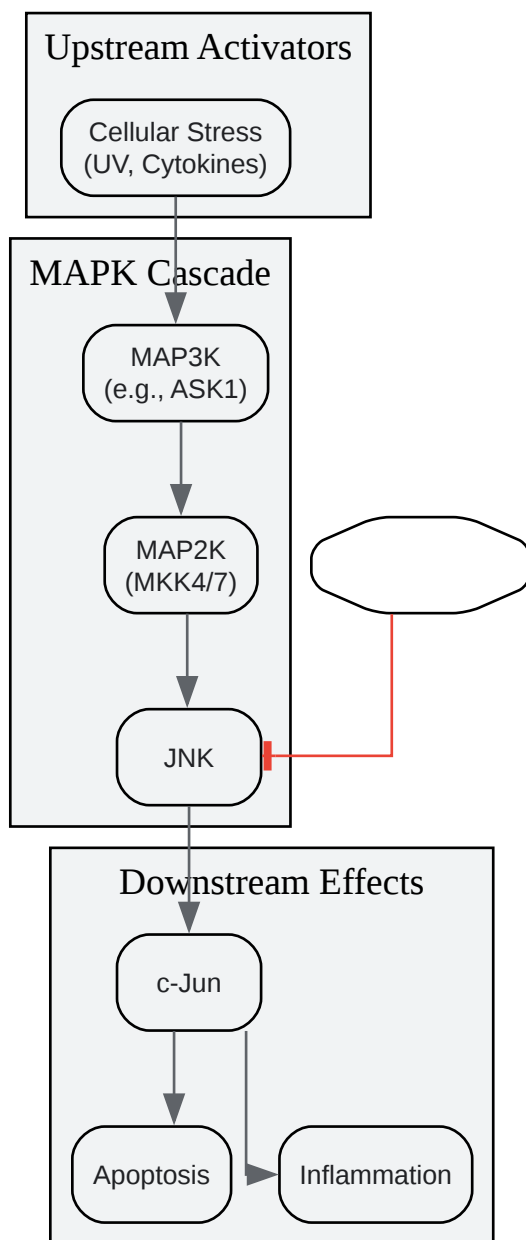 Upstream Activators
Cellular Stress
(UV, Cytokines)
MAPK Cascade
MAP3K
(e.g., ASK1)
MAP2K
(MKK4/7)
JNK
Downstream Effects
c-Jun
Apoptosis
Inflammation